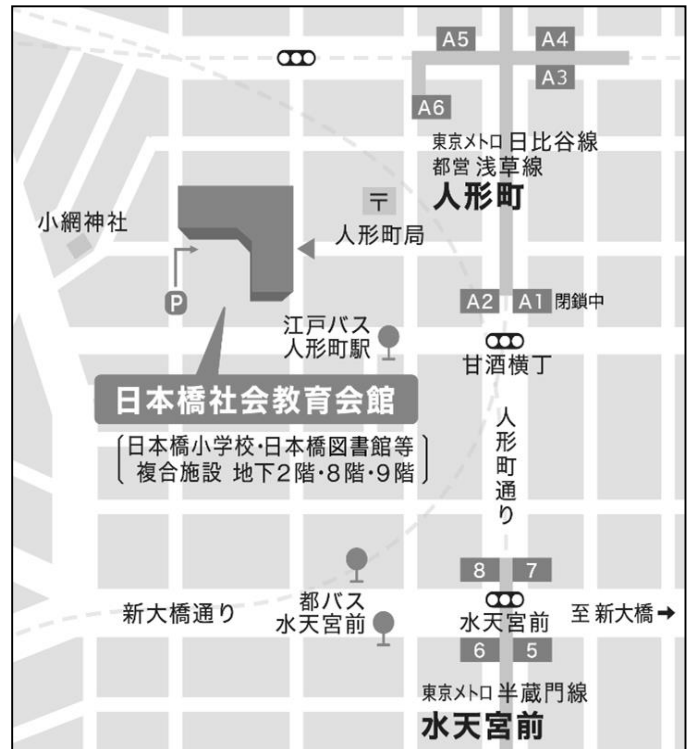 A5
A4
A3
A6
東京メトロ 日比谷線
都営 浅草線
人形町
〒
人形町局
小網神社
P
A2
A1 閉鎖中
江戸バス
人形町駅
甘酒横丁
日本橋社会教育会館
日本橋小学校・日本橋図書館等
複合施設 地下2階・8階・9階
人形町通り
8
7
都バス
水天宮前
新大橋通り
水天宮前
至 新大橋➡
6
5
東京メトロ 半蔵門線
水天宮前